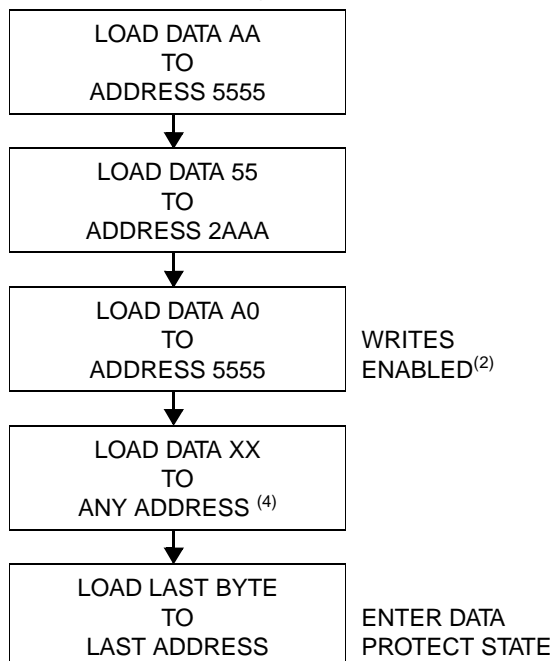 LOAD DATA AA
TO
ADDRESS 5555
LOAD DATA 55
TO
ADDRESS 2AAA
LOAD DATA A0
TO
ADDRESS 5555
WRITES
ENABLED(2)
LOAD DATA XX
TO
ANY ADDRESS (4)
LOAD LAST BYTE
TO
LAST ADDRESS
ENTER DATA
PROTECT STATE